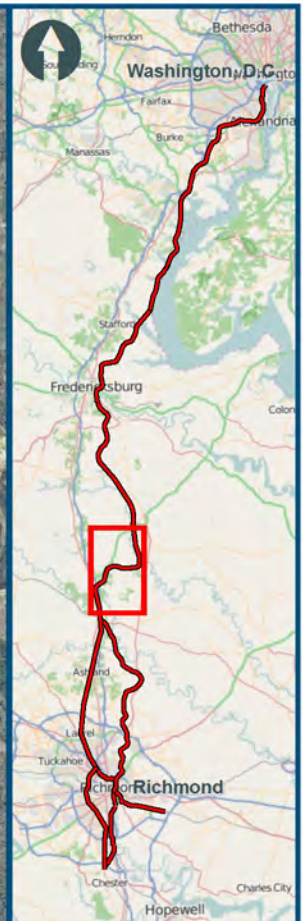 Bethesda
Herndon
Washington, D.C.
Fairfax
Alexandria
Burke
Manassas
Stafford
Fredericksburg
Ashland
Laurel
Tuckahoe
Richmond
Chester
Charles City
Hopewell